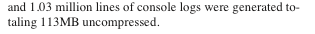 and 1.03 million lines of console logs were generated to-
taling 113MB uncompressed.